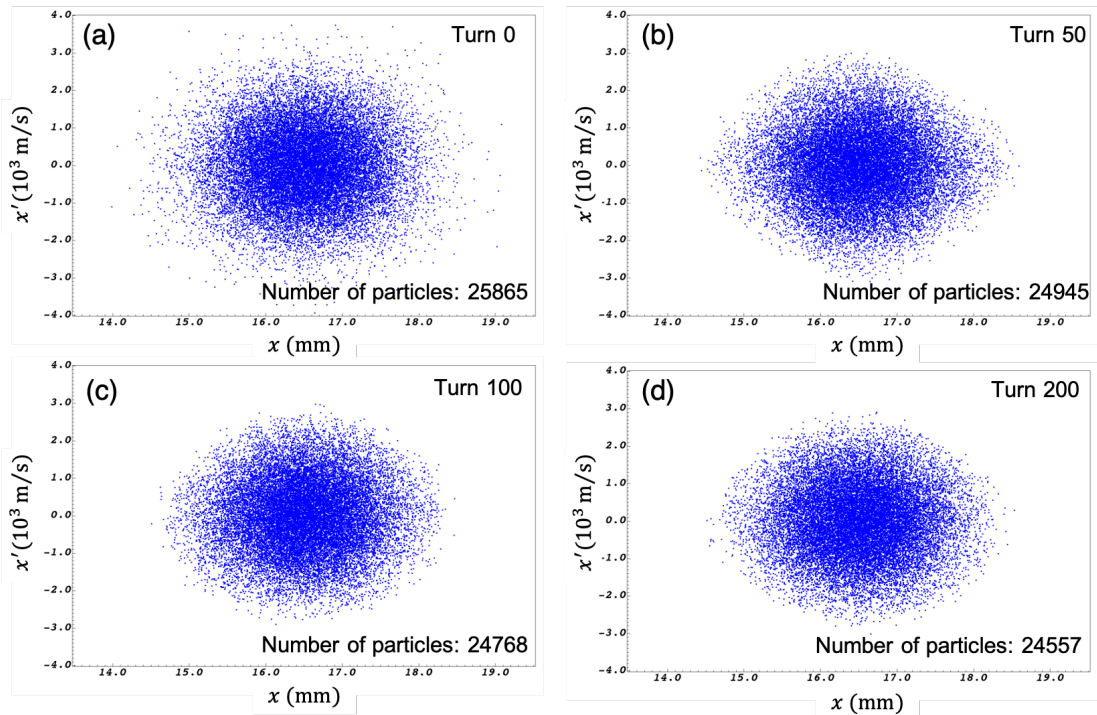 (a) Turn 0
4.0
3.0
2.0
1.0
0.0
-1.0
-2.0
-3.0
-4.0
x′ (10³ m/s)
Number of particles: 25865
14.0 15.0 16.0 17.0 18.0 19.0
x (mm)
(b) Turn 50
4.0
3.0
2.0
1.0
0.0
-1.0
-2.0
-3.0
-4.0
x′ (10³ m/s)
Number of particles: 24945
14.0 15.0 16.0 17.0 18.0 19.0
x (mm)
(c) Turn 100
4.0
3.0
2.0
1.0
0.0
-1.0
-2.0
-3.0
-4.0
x′ (10³ m/s)
Number of particles: 24768
14.0 15.0 16.0 17.0 18.0 19.0
x (mm)
(d) Turn 200
4.0
3.0
2.0
1.0
0.0
-1.0
-2.0
-3.0
-4.0
x′ (10³ m/s)
Number of particles: 24557
14.0 15.0 16.0 17.0 18.0 19.0
x (mm)